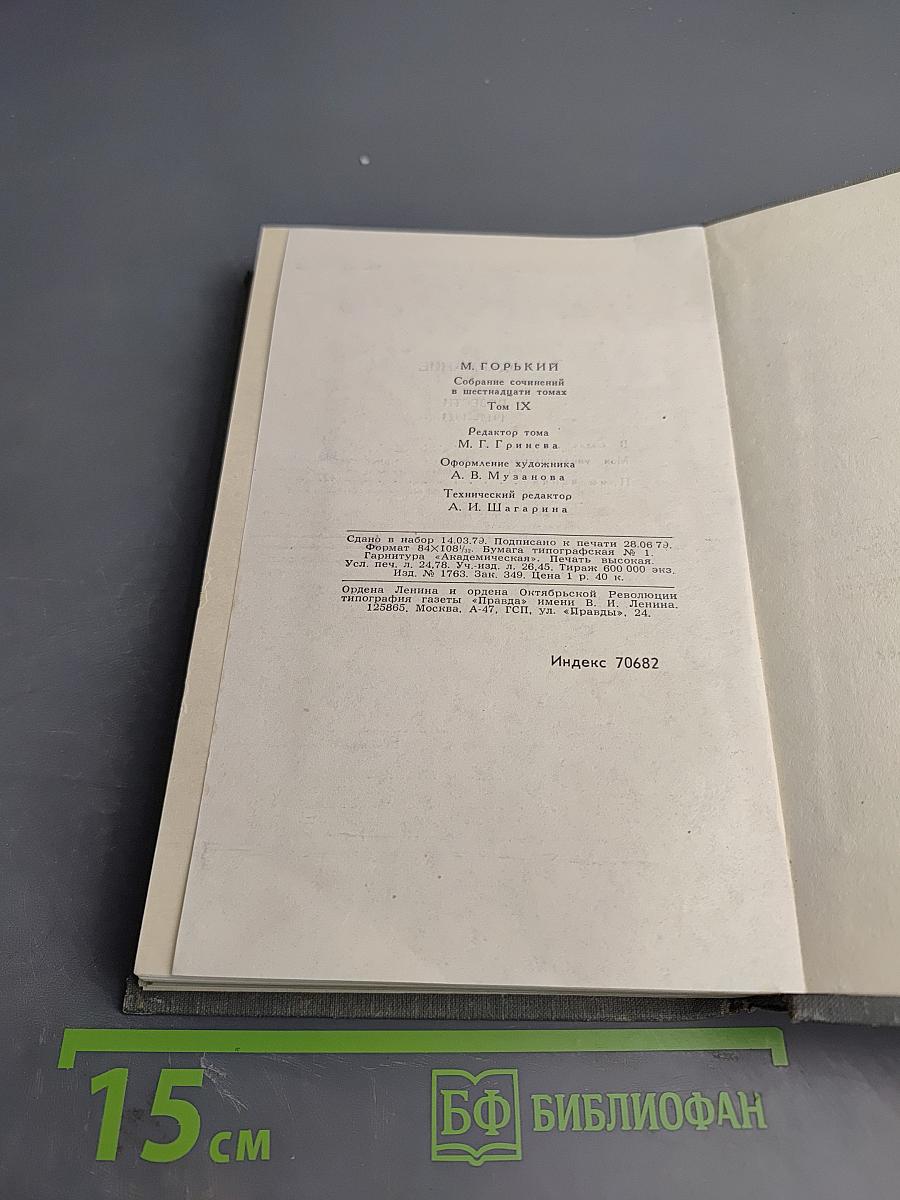 М. ГОРЬКИЙ
Собрание сочинений
в шестнадцати томах
Том IX
Редактор тома
М. Г. Гринева
Оформление художника
А. В. Музанова
Технический редактор
А. И. Шагарина
Сдано в набор 14.03.79. Подписано к печати 28.06 79.
Формат 84×108¹/₃₂. Бумага типографская № 1.
Гарнитура «Академическая». Печать высокая.
Усл. печ. л. 24,78. Уч.-изд. л. 26,45. Тираж 600 000 экз.
Изд. № 1763. Зак. 349. Цена 1 р. 40 к.
Ордена Ленина и ордена Октябрьской Революции
типография газеты «Правда» имени В. И. Ленина.
125865, Москва, А-47, ГСП, ул. «Правды», 24.
Индекс 70682
15 см
БФ БИБЛИОФАН